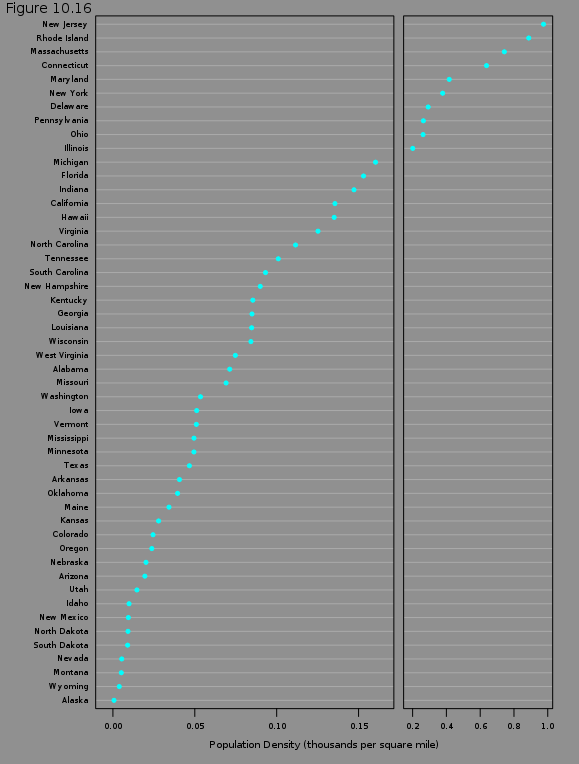 Figure 10.16
New Jersey
Rhode Island
Massachusetts
Connecticut
Maryland
New York
Delaware
Pennsylvania
Ohio
Illinois
Michigan
Florida
Indiana
California
Hawaii
Virginia
North Carolina
Tennessee
South Carolina
New Hampshire
Kentucky
Georgia
Louisiana
Wisconsin
West Virginia
Alabama
Missouri
Washington
Iowa
Vermont
Mississippi
Minnesota
Texas
Arkansas
Oklahoma
Maine
Kansas
Colorado
Oregon
Nebraska
Arizona
Utah
Idaho
New Mexico
North Dakota
South Dakota
Nevada
Montana
Wyoming
Alaska
0.00 0.05 0.10 0.15 0.2 0.4 0.6 0.8 1.0
Population Density (thousands per square mile)